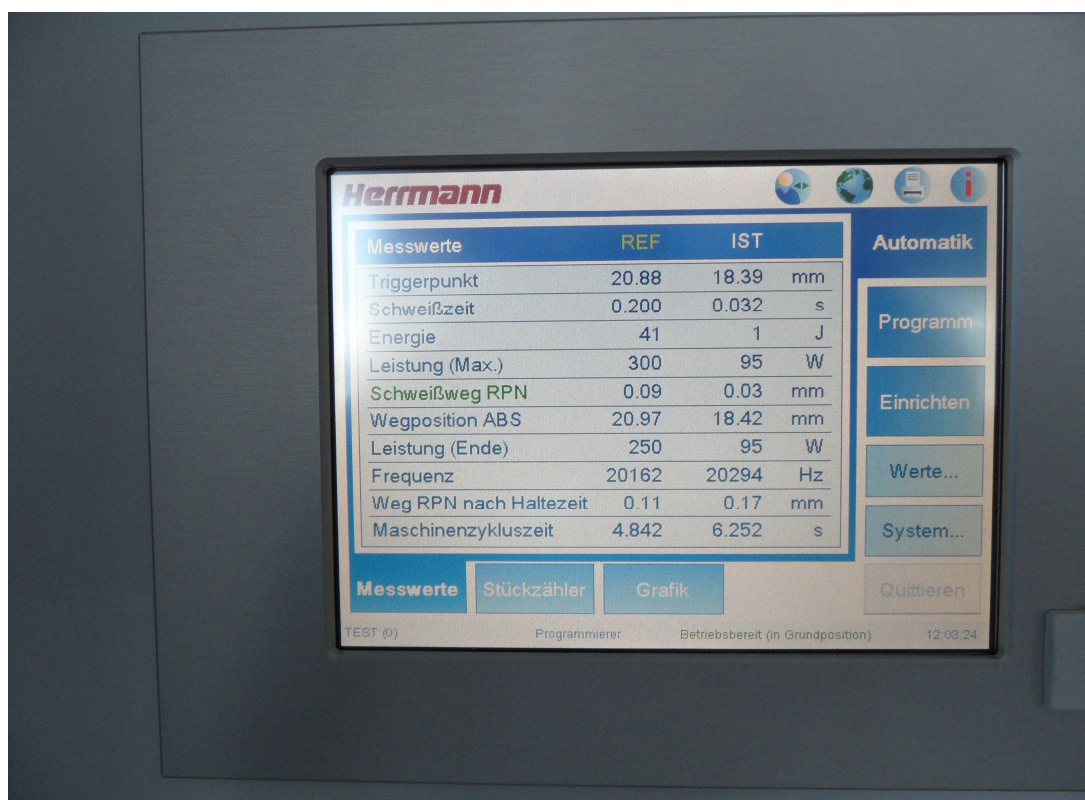 Herrmann
i
Messwerte REF IST
Automatik
Triggerpunkt 20.88 18.39 mm
Schweißzeit 0.200 0.032 s
Programm
Energie 41 1 J
Leistung (Max.) 300 95 W
Schweißweg RPN 0.09 0.03 mm
Einrichten
Wegposition ABS 20.97 18.42 mm
Leistung (Ende) 250 95 W
Werte...
Frequenz 20162 20294 Hz
Weg RPN nach Haltezeit 0.11 0.17 mm
Maschinenzykluszeit 4.842 6.252 s
System...
Messwerte Stückzähler Grafik Quittieren
TEST (0) Programmierer Betriebsbereit (in Grundposition) 12:03:24